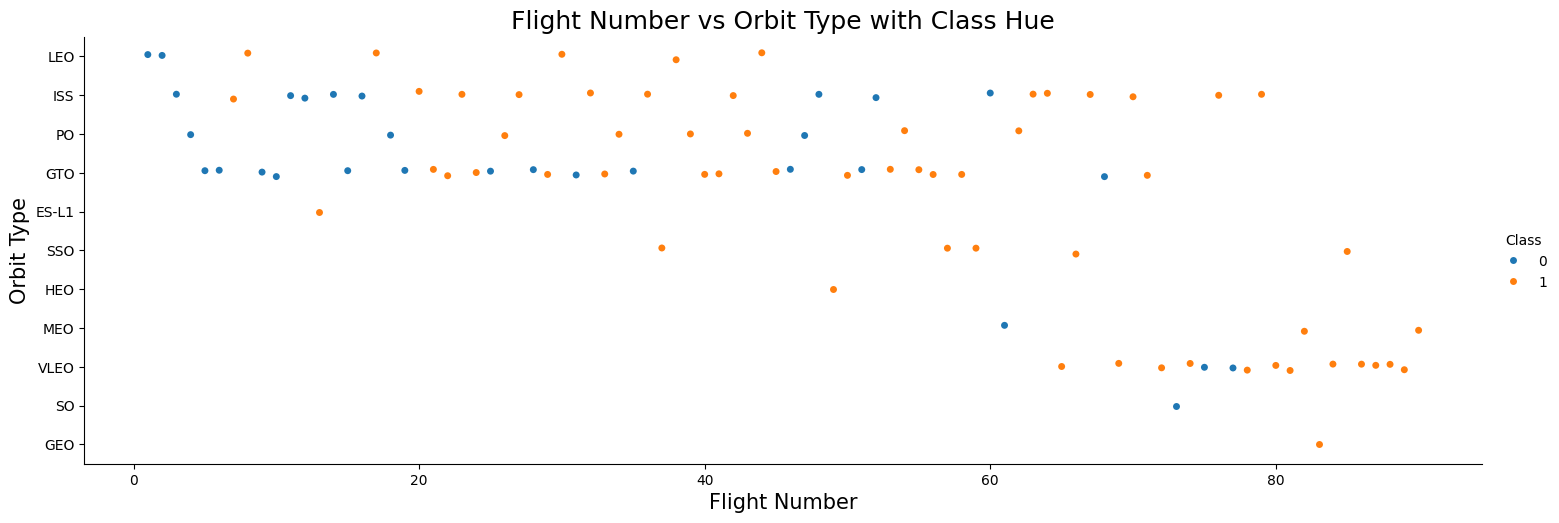 Flight Number vs Orbit Type with Class Hue
Orbit Type
LEO
ISS
PO
GTO
ES-L1
SSO
HEO
MEO
VLEO
SO
GEO
0 20 40 60 80
Flight Number
Class
0
1